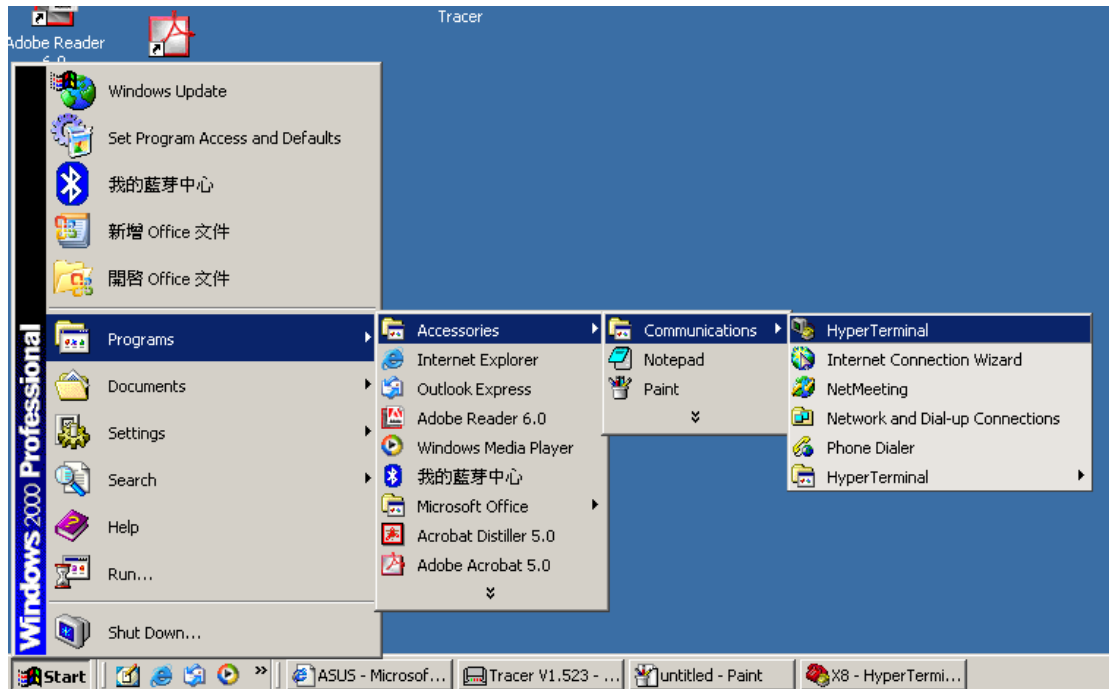 Tracer
Adobe Reader
6.0
Windows Update
Set Program Access and Defaults
我的藍芽中心
新增 Office 文件
開啓 Office 文件
Programs
Documents
Settings
Search
Help
Run...
Shut Down...
Windows 2000 Professional
Accessories
Internet Explorer
Outlook Express
Adobe Reader 6.0
Windows Media Player
我的藍芽中心
Microsoft Office
Acrobat Distiller 5.0
Adobe Acrobat 5.0
Communications
Notepad
Paint
HyperTerminal
Internet Connection Wizard
NetMeeting
Network and Dial-up Connections
Phone Dialer
HyperTerminal
Start
ASUS - Microsof...
Tracer V1.523 - ...
untitled - Paint
X8 - HyperTermi...